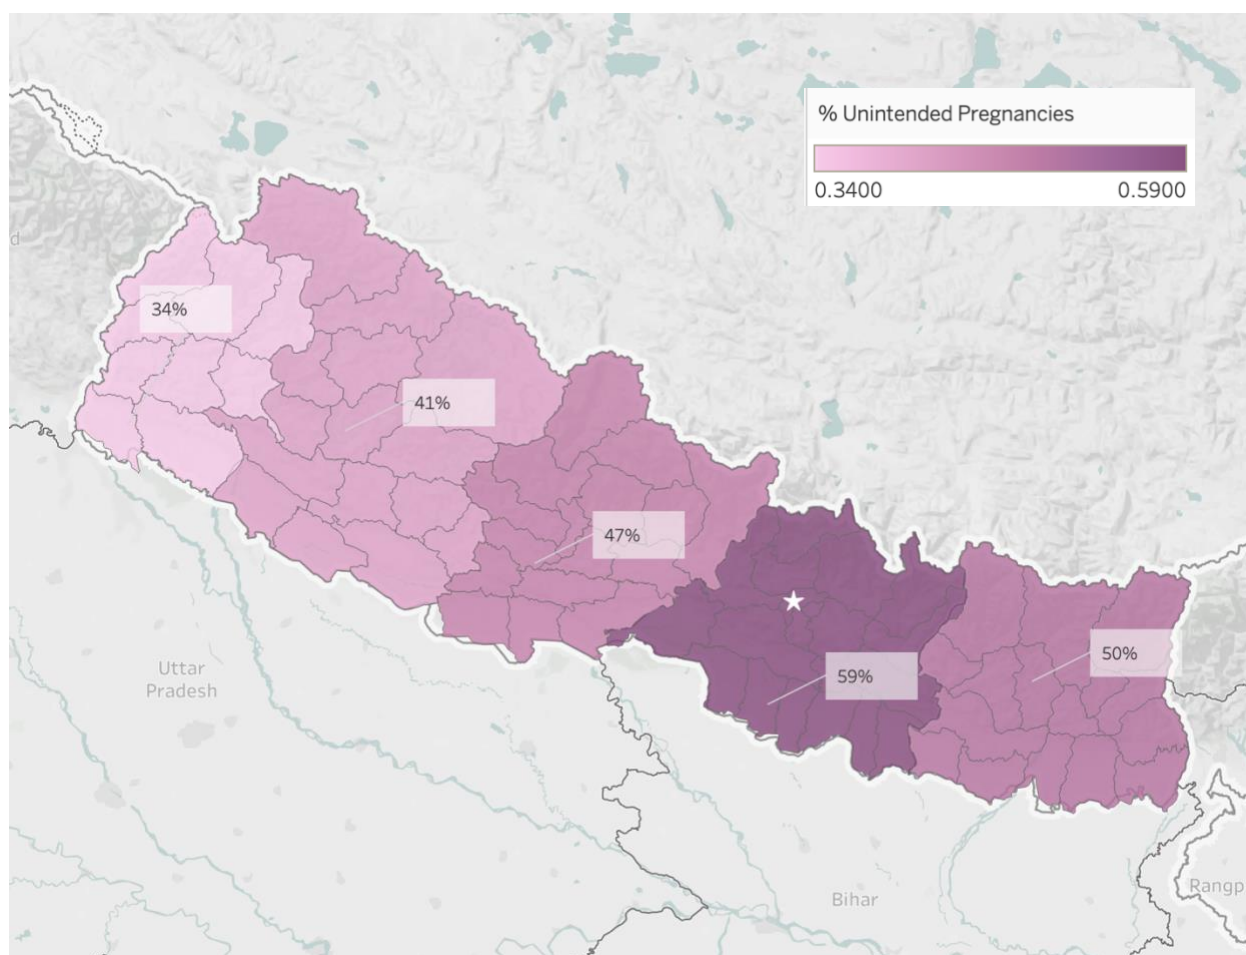 % Unintended Pregnancies
0.3400 0.5900
d
34%
41%
47%
50%
59%
Uttar
Pradesh
Bihar
Rangp